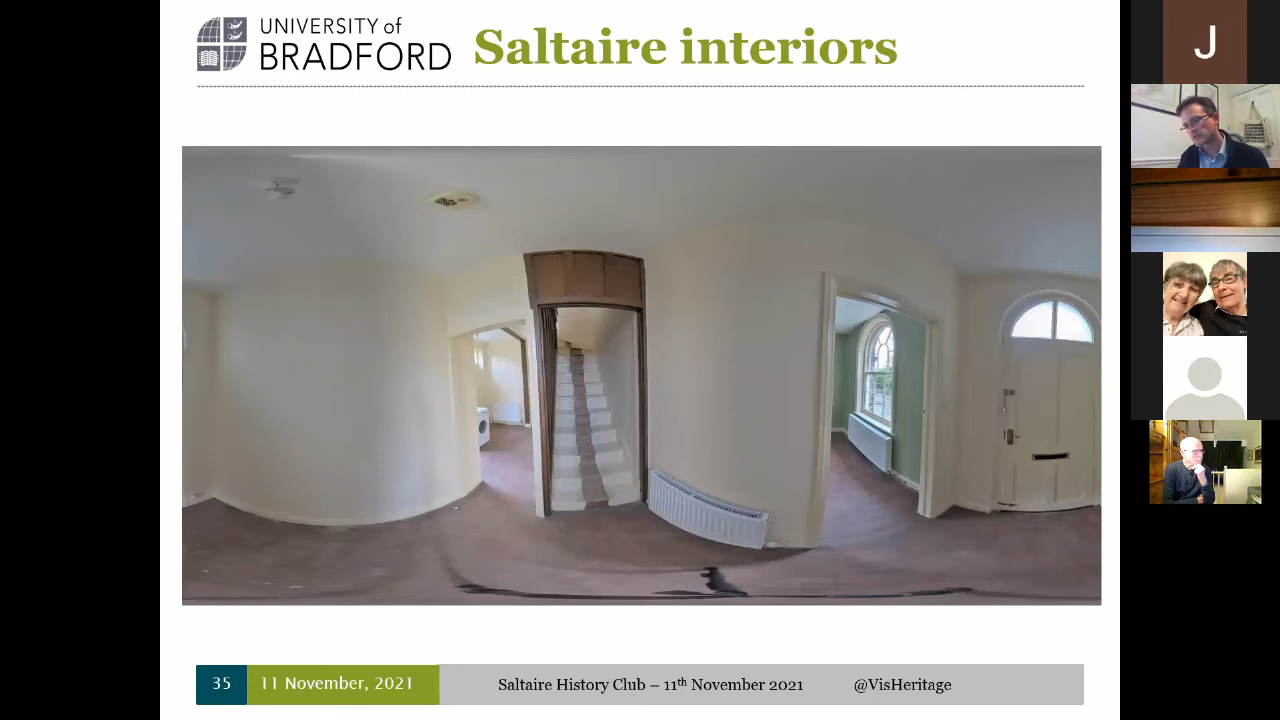 UNIVERSITY of
BRADFORD
Saltaire interiors
J
35
11 November, 2021
Saltaire History Club – 11th November 2021
@VisHeritage